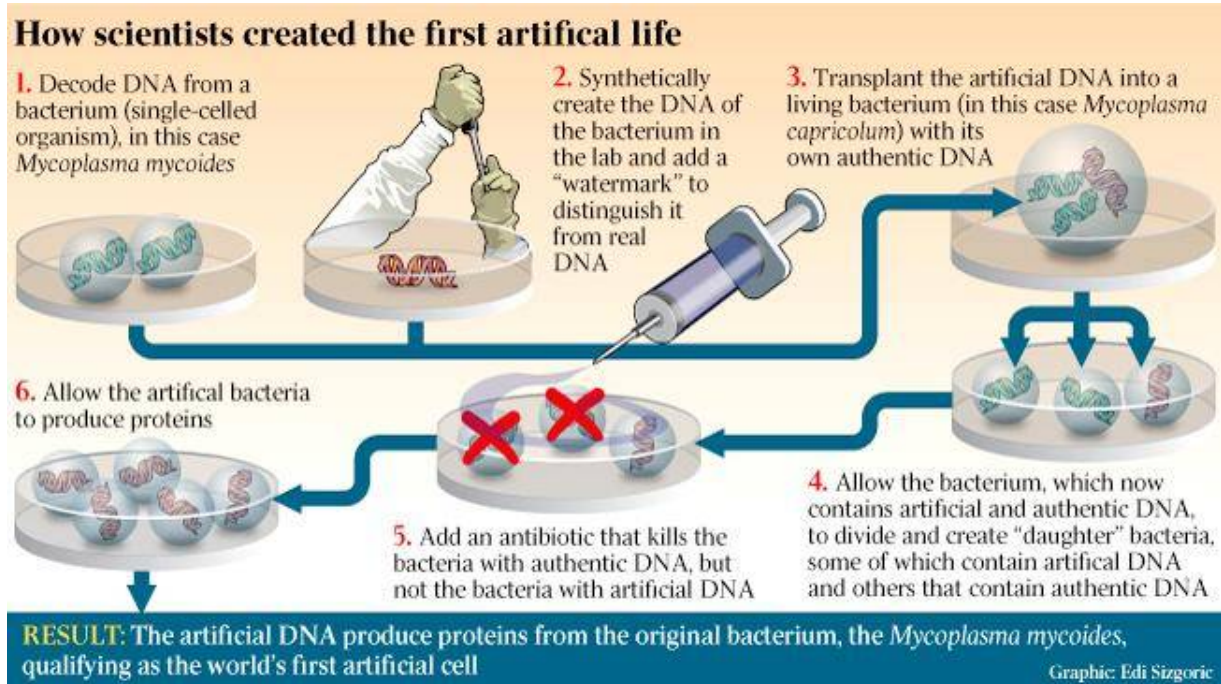 How scientists created the first artifical life
1. Decode DNA from a
bacterium (single-celled
organism), in this case
Mycoplasma mycoides
2. Synthetically
create the DNA of
the bacterium in
the lab and add a
“watermark” to
distinguish it
from real
DNA
3. Transplant the artificial DNA into a
living bacterium (in this case Mycoplasma
capricolum) with its
own authentic DNA
4. Allow the bacterium, which now
contains artificial and authentic DNA,
to divide and create “daughter” bacteria,
some of which contain artifical DNA
and others that contain authentic DNA
5. Add an antibiotic that kills the
bacteria with authentic DNA, but
not the bacteria with artificial DNA
6. Allow the artifical bacteria
to produce proteins
RESULT: The artificial DNA produce proteins from the original bacterium, the Mycoplasma mycoides,
qualifying as the world's first artificial cell
Graphic: Edi Sizgoric